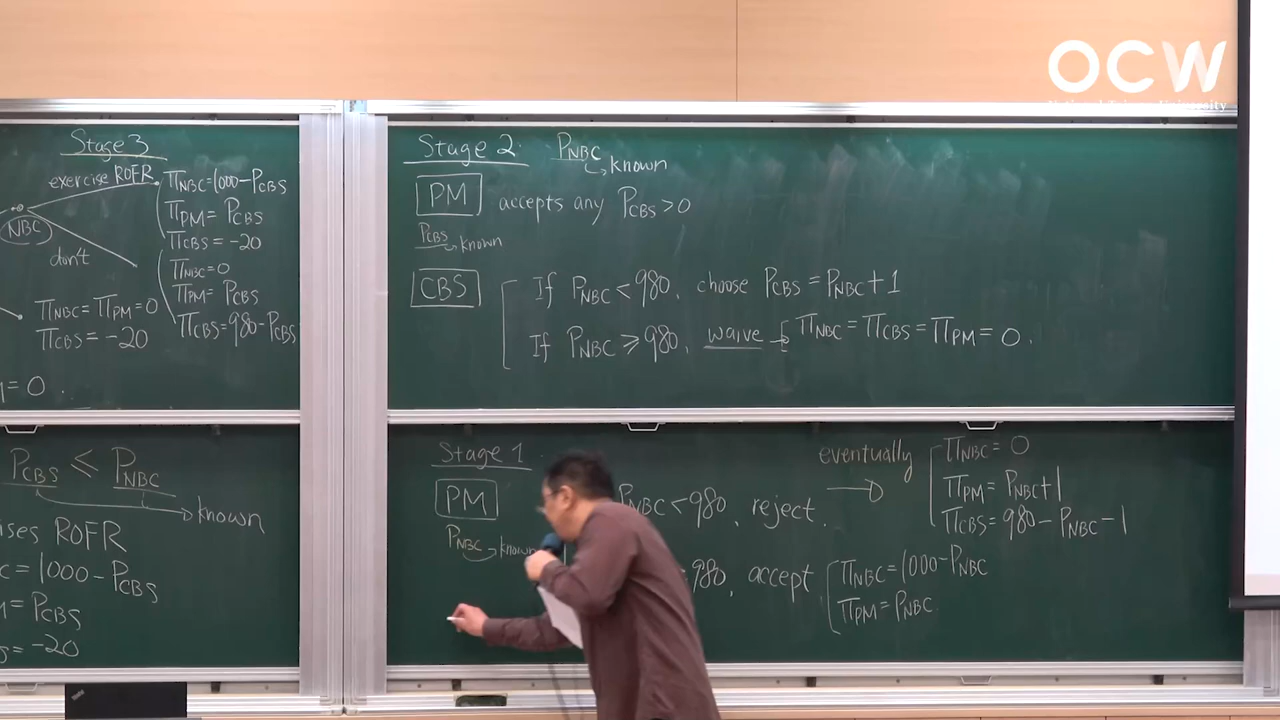 OCW
Stage 3
exercise ROFR
NBC
don't
ΠNBC=1000-PCBS
ΠPM=PCBS
ΠCBS=-20
ΠNBC=0
ΠPM=PCBS
ΠCBS=980-PCBS
ΠNBC=ΠPM=0
ΠCBS=-20
=0.
PCBS ≤ PNBC
known
ROFR
=1000-PCBS
=PCBS
=-20
Stage 2: PNBC known
PM accepts any PCBS>0
PCBS known
CBS
If PNBC<980, choose PCBS=PNBC+1
If PNBC≥980, waive → ΠNBC=ΠCBS=ΠPM=0.
Stage 1.
PM
PNBC known
PNBC<980, reject. → eventually
ΠNBC=0
ΠPM=PNBC+1
ΠCBS=980-PNBC-1
980, accept
ΠNBC=1000-PNBC
ΠPM=PNBC